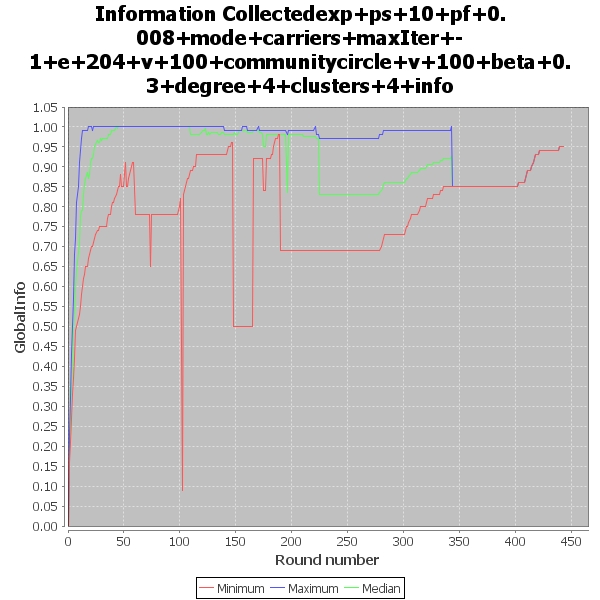 Information Collectedexp+ps+10+pf+0.
008+mode+carriers+maxIter+-
1+e+204+v+100+communitycircle+v+100+beta+0.
3+degree+4+clusters+4+info
1.05
1.00
0.95
0.90
0.85
0.80
0.75
0.70
0.65
0.60
0.55
0.50
0.45
0.40
0.35
0.30
0.25
0.20
0.15
0.10
0.05
0.00
GlobalInfo
0 50 100 150 200 250 300 350 400 450
Round number
Minimum Maximum Median